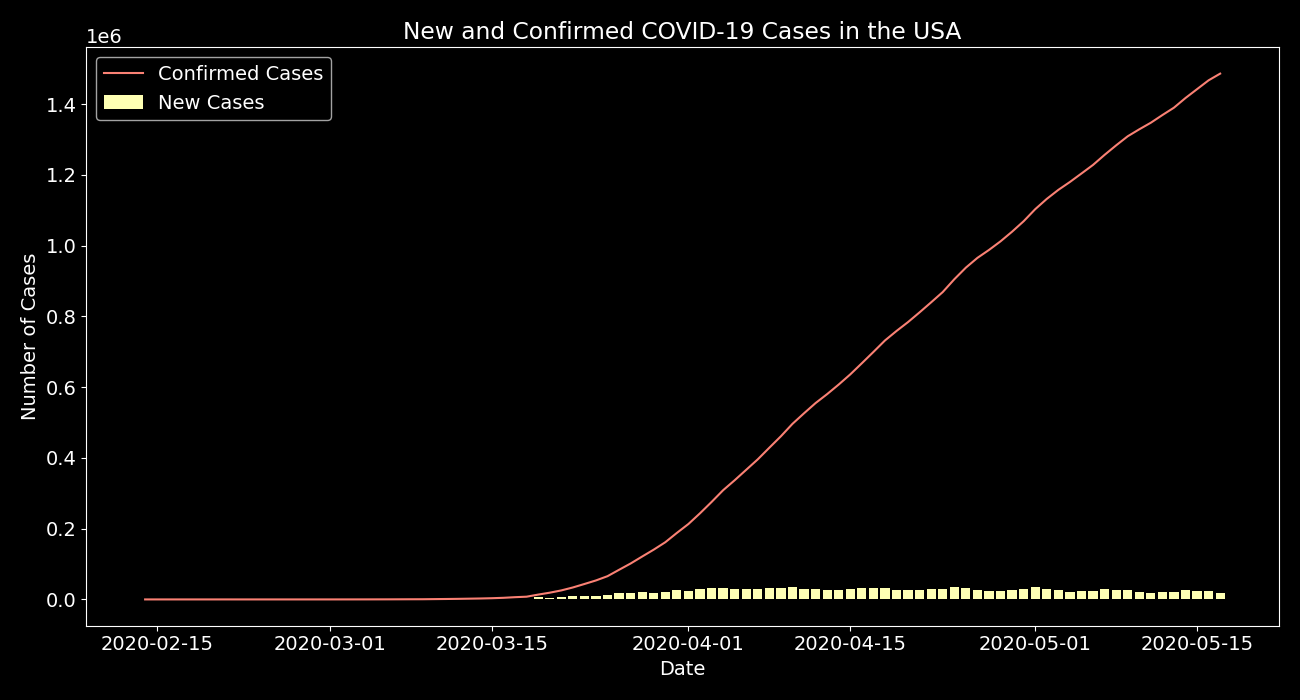 New and Confirmed COVID-19 Cases in the USA
1e6
Confirmed Cases
New Cases
1.4
1.2
1.0
0.8
0.6
0.4
0.2
0.0
Number of Cases
2020-02-15 2020-03-01 2020-03-15 2020-04-01 2020-04-15 2020-05-01 2020-05-15
Date